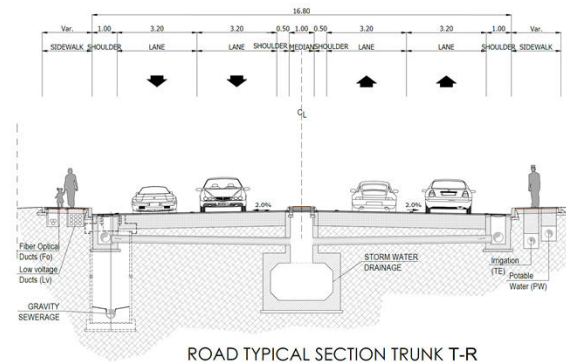 16.80
Var. 1.00 3.20 3.20 0.50 1.00 0.50 3.20 3.20 1.00 Var.
SIDEWALK SHOULDER LANE LANE SHOULDER MEDIAN SHOULDER LANE LANE SHOULDER SIDEWALK
CL
2.0% 2.0%
Fiber Optical
Ducts (Fo)
Low voltage
Ducts (Lv)
GRAVITY
SEWERAGE
STORM WATER
DRAINAGE
Irrigation
(TE)
Potable
Water (PW)
ROAD TYPICAL SECTION TRUNK T-R